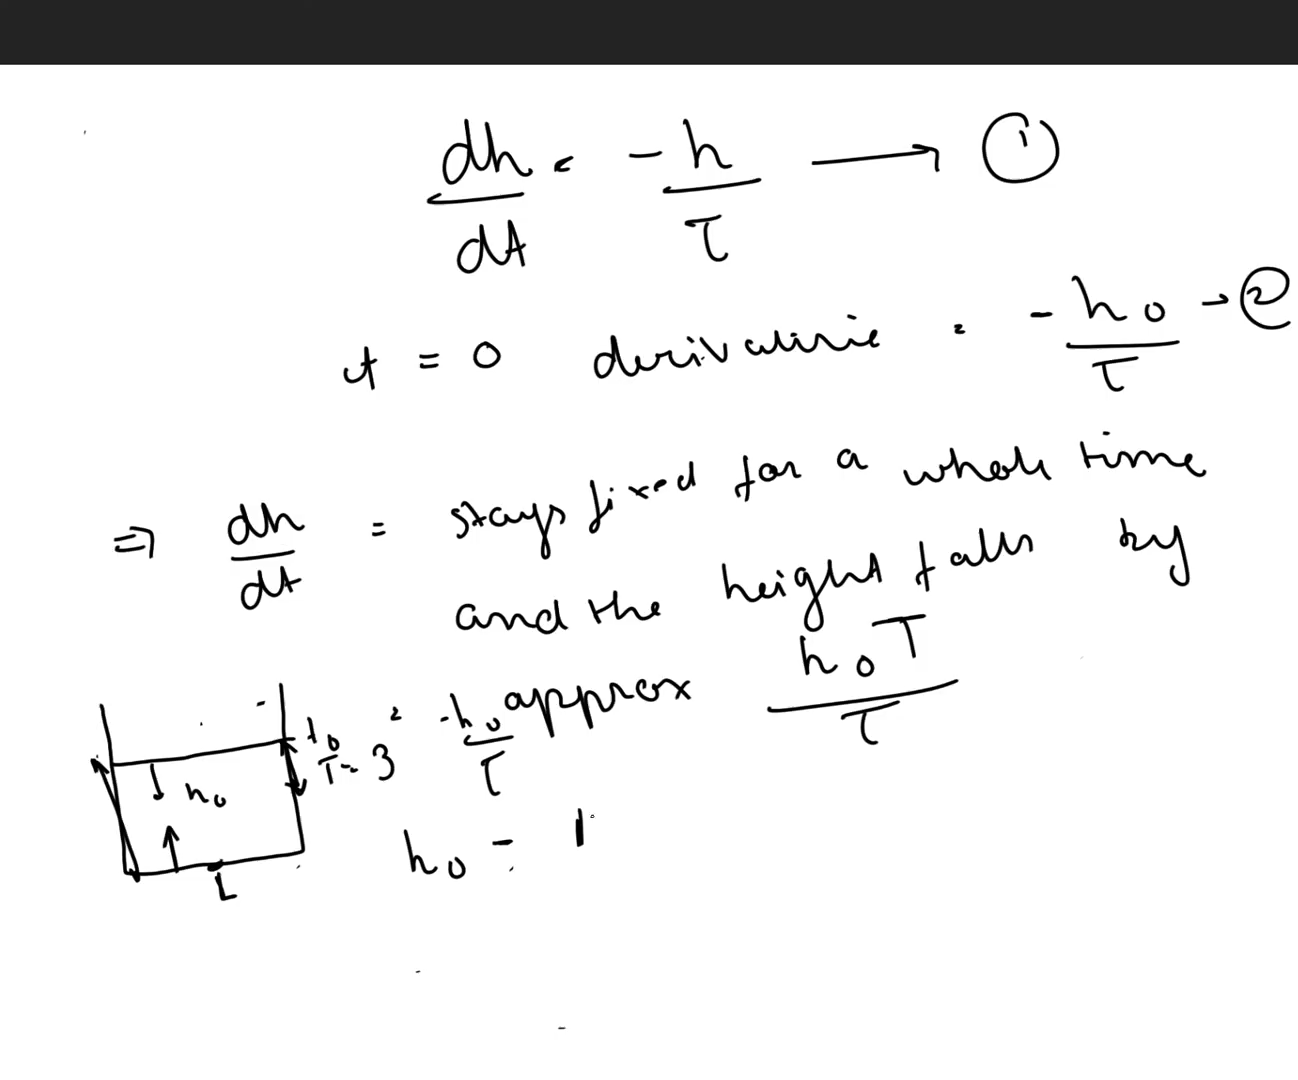 dh/dt = -h/τ → ①
t = 0 derivative = -h₀/τ → ②
⇒ dh/dt = stays fixed for a whole time
and the height falls by
approx h₀T/τ
T = 3 -h₀/τ
h₀
h₀ =
L